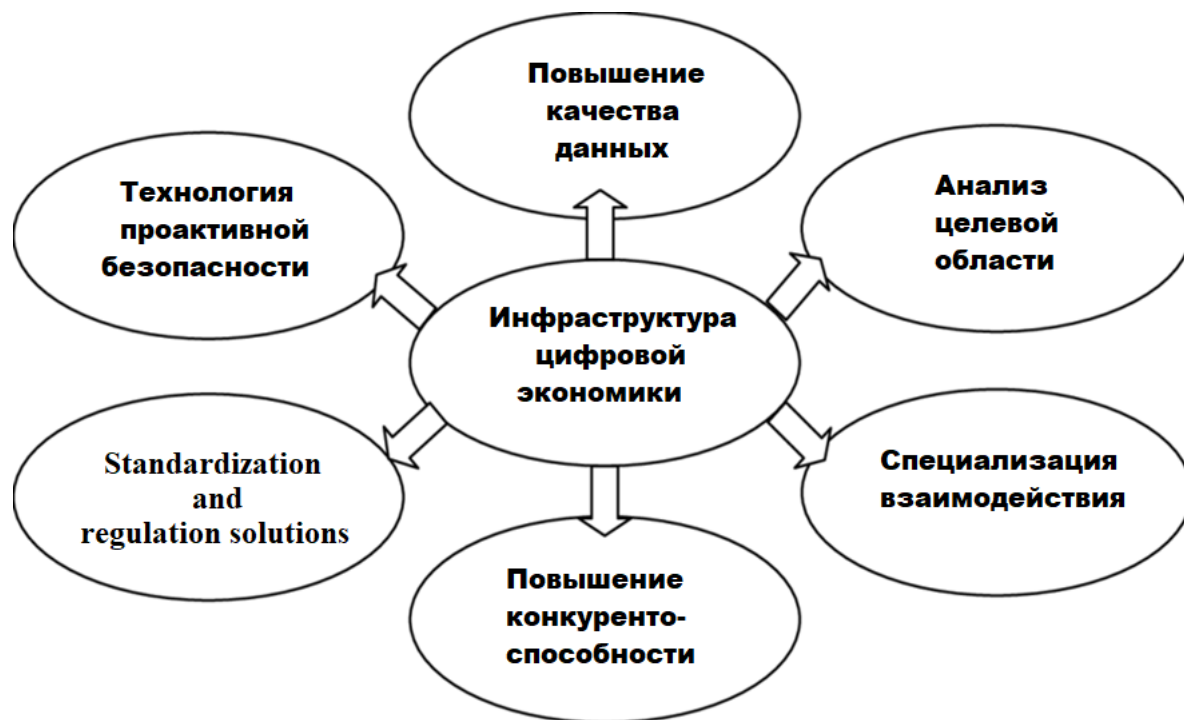 Повышение
качества
данных
Технология
проактивной
безопасности
Анализ
целевой
области
Инфраструктура
цифровой
экономики
Standardization
and
regulation solutions
Специализация
взаимодействия
Повышение
конкуренто-
способности